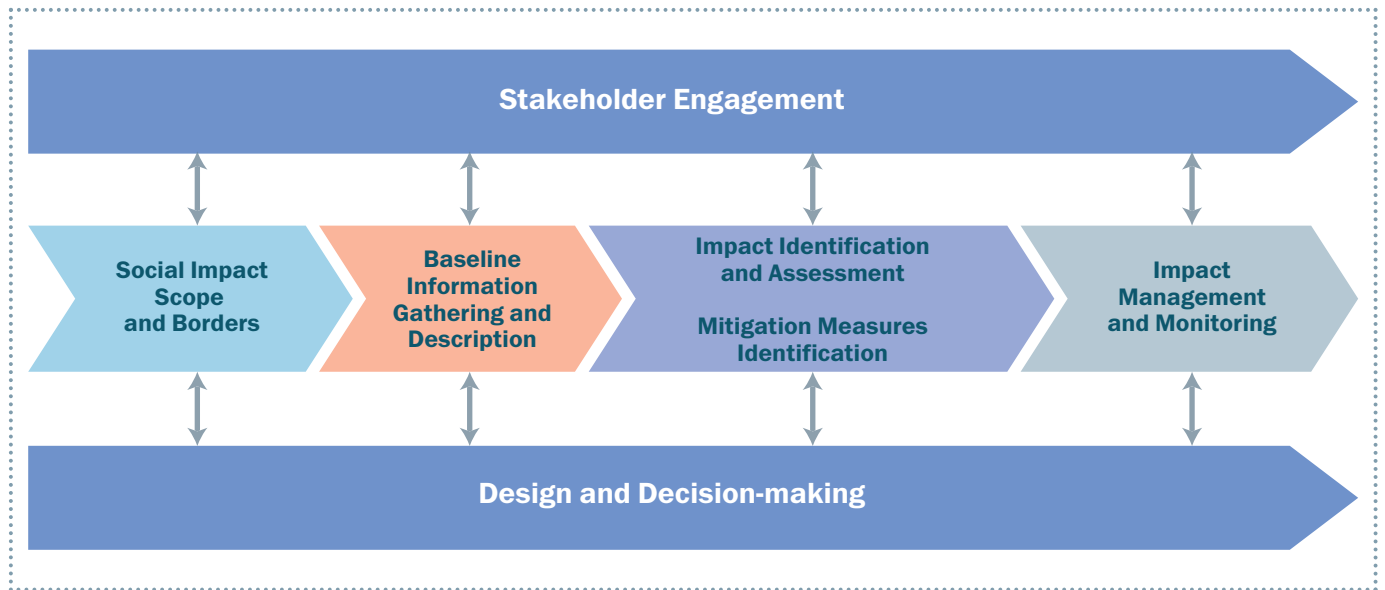 Stakeholder Engagement
Social Impact
Scope
and Borders
Baseline
Information
Gathering and
Description
Impact Identification
and Assessment
Mitigation Measures
Identification
Impact
Management
and Monitoring
Design and Decision-making